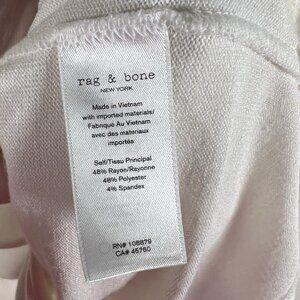 rag & bone
NEW YORK
Made in Vietnam
with imported materials/
Fabriqué Au Vietnam
avec des materiaux
importés
Self/Tissu Principal
48% Rayon/Rayonne
48% Polyester
4% Spandex
RN# 108879
CA# 45760